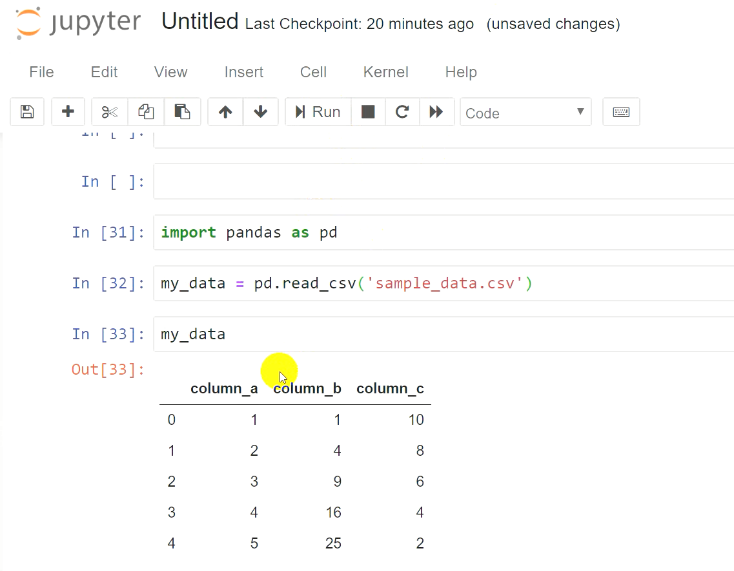 jupyter Untitled Last Checkpoint: 20 minutes ago (unsaved changes)
File Edit View Insert Cell Kernel Help
Run Code
In [ ]:
In [ ]:
In [31]: import pandas as pd
In [32]: my_data = pd.read_csv('sample_data.csv')
In [33]: my_data
Out[33]:
column_a column_b column_c
0 1 1 10
1 2 4 8
2 3 9 6
3 4 16 4
4 5 25 2